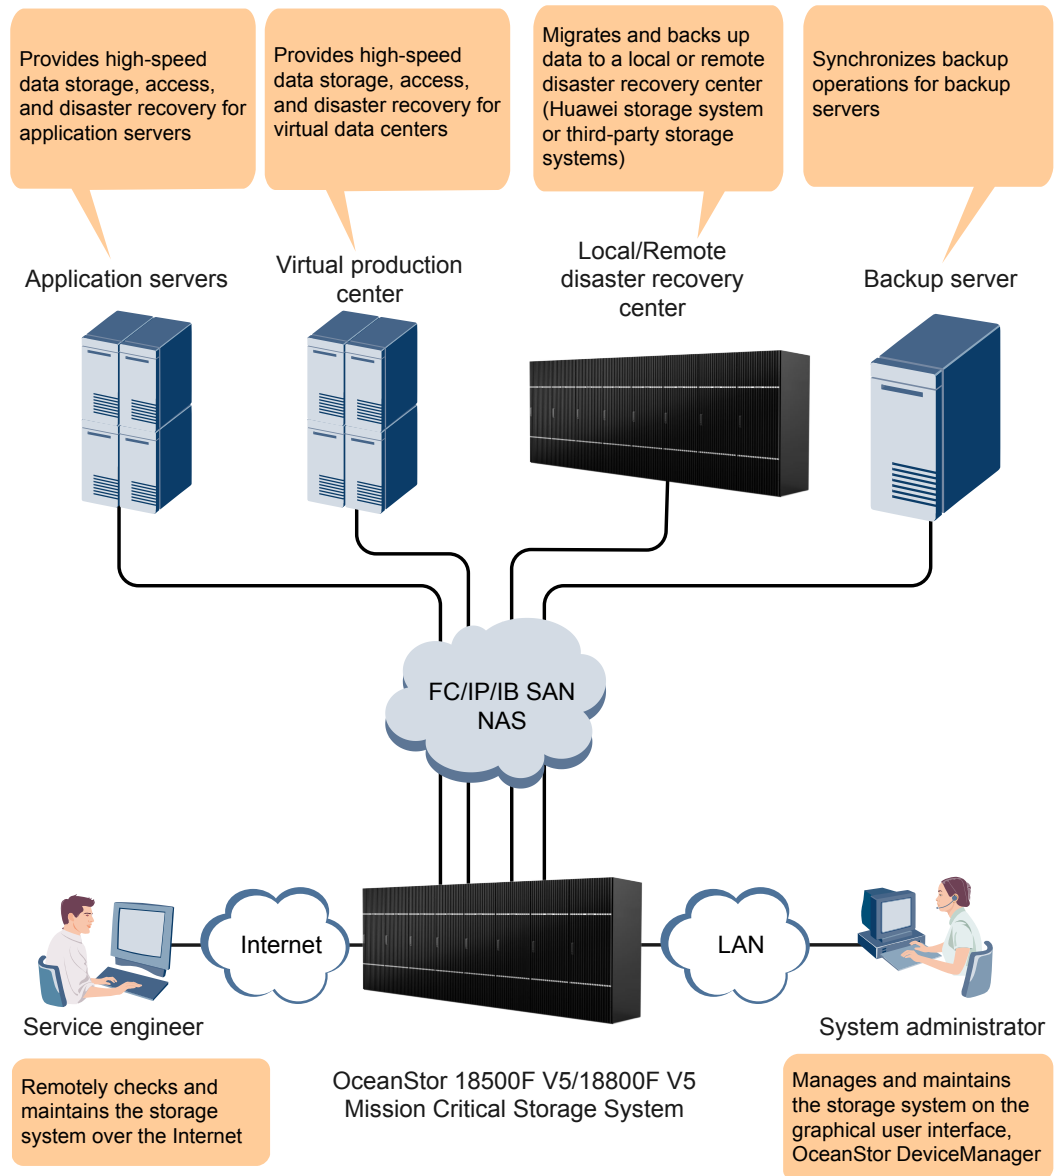 Provides high-speed
data storage, access,
and disaster recovery for
application servers
Provides high-speed
data storage, access,
and disaster recovery for
virtual data centers
Migrates and backs up
data to a local or remote
disaster recovery center
(Huawei storage system
or third-party storage
systems)
Synchronizes backup
operations for backup
servers
Application servers
Virtual production
center
Local/Remote
disaster recovery
center
Backup server
FC/IP/IB SAN
NAS
Internet
LAN
Service engineer
System administrator
Remotely checks and
maintains the storage
system over the Internet
OceanStor 18500F V5/18800F V5
Mission Critical Storage System
Manages and maintains
the storage system on the
graphical user interface,
OceanStor DeviceManager